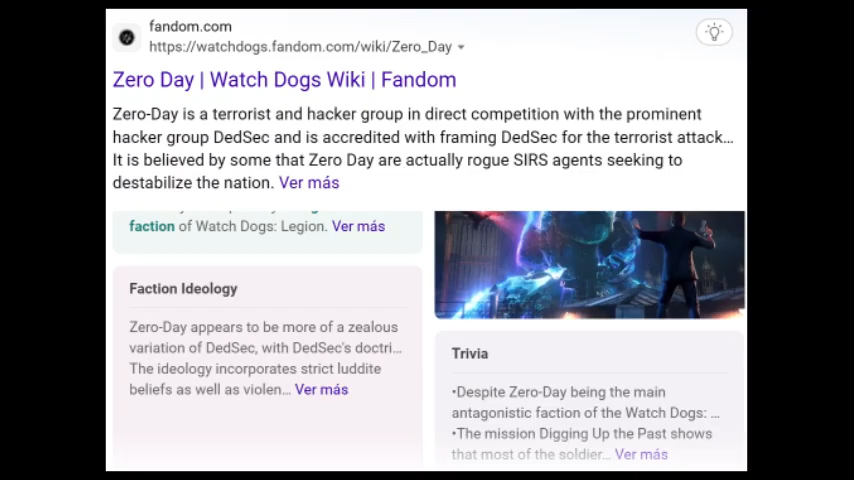 fandom.com
https://watchdogs.fandom.com/wiki/Zero_Day
Zero Day | Watch Dogs Wiki | Fandom
Zero-Day is a terrorist and hacker group in direct competition with the prominent
hacker group DedSec and is accredited with framing DedSec for the terrorist attack…
It is believed by some that Zero Day are actually rogue SIRS agents seeking to
destabilize the nation. Ver más
faction of Watch Dogs: Legion. Ver más
Faction Ideology
Zero-Day appears to be more of a zealous
variation of DedSec, with DedSec's doctri…
The ideology incorporates strict luddite
beliefs as well as violen… Ver más
Trivia
•Despite Zero-Day being the main
antagonistic faction of the Watch Dogs: …
•The mission Digging Up the Past shows
that most of the soldier… Ver más